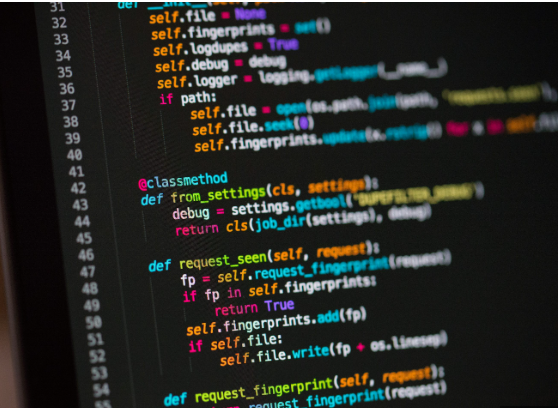 31 def __init__(self,
32 self.file = None
33 self.fingerprints = set()
34 self.logdupes = True
35 self.debug = debug
36 self.logger = logging.getLogger(__name__)
37 if path:
38 self.file = open(os.path.join(path, 'requests.seen'),
39 self.file.seek(0)
40 self.fingerprints.update(x.rstrip() for x in self.
41
42 @classmethod
43 def from_settings(cls, settings):
44 debug = settings.getbool('DUPEFILTER_DEBUG')
45 return cls(job_dir(settings), debug)
46
47 def request_seen(self, request):
48 fp = self.request_fingerprint(request)
49 if fp in self.fingerprints:
50 return True
51 self.fingerprints.add(fp)
52 if self.file:
53 self.file.write(fp + os.linesep)
54
55 def request_fingerprint(self, request):
request_fingerprint(request)